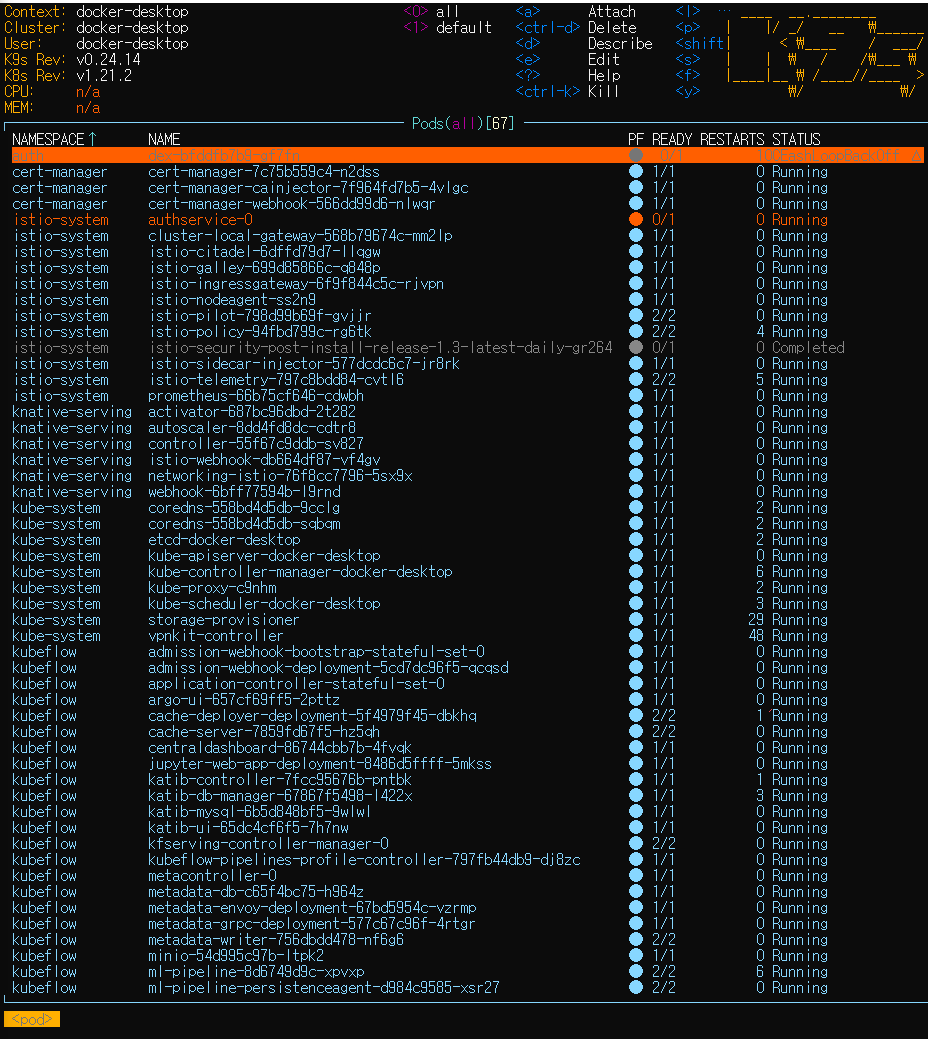 Context: docker-desktop <0> all <a> Attach <l> ...
Cluster: docker-desktop <1> default <ctrl-d> Delete <p>
User: docker-desktop <d> Describe <shift
K9s Rev: v0.24.14 <e> Edit <s>
K8s Rev: v1.21.2 <?> Help <f>
CPU: n/a <ctrl-k> Kill <y>
MEM: n/a
Pods(all)[67]
NAMESPACE↑ NAME PF READY RESTARTS STATUS
auth dex-6fddfb7b9-qf7fn ● 0/1 CrashLoopBackOff
cert-manager cert-manager-7c75b559c4-n2dss ● 1/1 0 Running
cert-manager cert-manager-cainjector-7f964fd7b5-4vlgc ● 1/1 0 Running
cert-manager cert-manager-webhook-566dd99d6-nlwqr ● 1/1 0 Running
istio-system authservice-0 ● 0/1 0 Running
istio-system cluster-local-gateway-568b79674c-mm2lp ● 1/1 0 Running
istio-system istio-citadel-6dffd79d7-llqgw ● 1/1 0 Running
istio-system istio-galley-699d85866c-q848p ● 1/1 0 Running
istio-system istio-ingressgateway-6f9f844c5c-rjvpn ● 1/1 0 Running
istio-system istio-nodeagent-ss2n9 ● 1/1 0 Running
istio-system istio-pilot-798d99b69f-gvjjr ● 2/2 0 Running
istio-system istio-policy-94fbd799c-rg6tk ● 2/2 4 Running
istio-system istio-security-post-install-release-1.3-latest-daily-gr264 ● 0/1 0 Completed
istio-system istio-sidecar-injector-577dcdc6c7-jr8rk ● 1/1 0 Running
istio-system istio-telemetry-797c8bdd84-cvtl6 ● 2/2 5 Running
istio-system prometheus-66b75cf646-cdwbh ● 1/1 0 Running
knative-serving activator-687bc96dbd-2t282 ● 1/1 0 Running
knative-serving autoscaler-8dd4fd8dc-cdtr8 ● 1/1 0 Running
knative-serving controller-55f67c9ddb-sv827 ● 1/1 0 Running
knative-serving istio-webhook-db664df87-vf4gv ● 1/1 0 Running
knative-serving networking-istio-76f8cc7796-5sx9x ● 1/1 0 Running
knative-serving webhook-6bff77594b-l9rnd ● 1/1 0 Running
kube-system coredns-558bd4d5db-9cclg ● 1/1 2 Running
kube-system coredns-558bd4d5db-sqbqm ● 1/1 2 Running
kube-system etcd-docker-desktop ● 1/1 2 Running
kube-system kube-apiserver-docker-desktop ● 1/1 0 Running
kube-system kube-controller-manager-docker-desktop ● 1/1 6 Running
kube-system kube-proxy-c9nhm ● 1/1 2 Running
kube-system kube-scheduler-docker-desktop ● 1/1 3 Running
kube-system storage-provisioner ● 1/1 29 Running
kube-system vpnkit-controller ● 1/1 48 Running
kubeflow admission-webhook-bootstrap-stateful-set-0 ● 1/1 0 Running
kubeflow admission-webhook-deployment-5cd7dc96f5-qcqsd ● 1/1 0 Running
kubeflow application-controller-stateful-set-0 ● 1/1 0 Running
kubeflow argo-ui-657cf69ff5-2pttz ● 1/1 0 Running
kubeflow cache-deployer-deployment-5f4979f45-dbkhq ● 2/2 1 Running
kubeflow cache-server-7859fd67f5-hz5qh ● 2/2 0 Running
kubeflow centraldashboard-86744cbb7b-4fvqk ● 1/1 0 Running
kubeflow jupyter-web-app-deployment-8486d5ffff-5mkss ● 1/1 0 Running
kubeflow katib-controller-7fcc95676b-pntbk ● 1/1 1 Running
kubeflow katib-db-manager-67867f5498-l422x ● 1/1 3 Running
kubeflow katib-mysql-6b5d848bf5-9wlwl ● 1/1 0 Running
kubeflow katib-ui-65dc4cf6f5-7h7nw ● 1/1 0 Running
kubeflow kfserving-controller-manager-0 ● 2/2 0 Running
kubeflow kubeflow-pipelines-profile-controller-797fb44db9-dj8zc ● 1/1 0 Running
kubeflow metacontroller-0 ● 1/1 0 Running
kubeflow metadata-db-c65f4bc75-h964z ● 1/1 0 Running
kubeflow metadata-envoy-deployment-67bd5954c-vzrmp ● 1/1 0 Running
kubeflow metadata-grpc-deployment-577c67c96f-4rtgr ● 1/1 0 Running
kubeflow metadata-writer-756dbdd478-nf6g6 ● 2/2 0 Running
kubeflow minio-54d995c97b-ltpk2 ● 1/1 0 Running
kubeflow ml-pipeline-8d6749d9c-xpvxp ● 2/2 6 Running
kubeflow ml-pipeline-persistenceagent-d984c9585-xsr27 ● 2/2 0 Running
<pod>